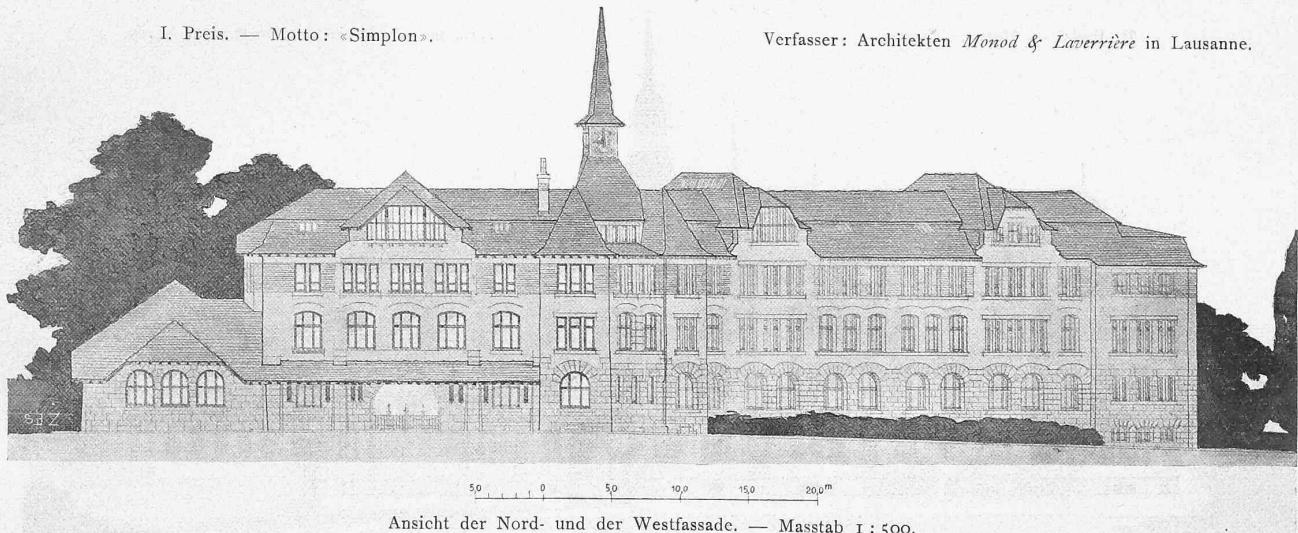 I. Preis. — Motto: «Simplon».
Verfasser: Architekten Monod & Laverrière in Lausanne.
5,0 0 5,0 10,0 15,0 20,0 m
Ansicht der Nord- und der Westfassade. — Masstab 1 : 500.